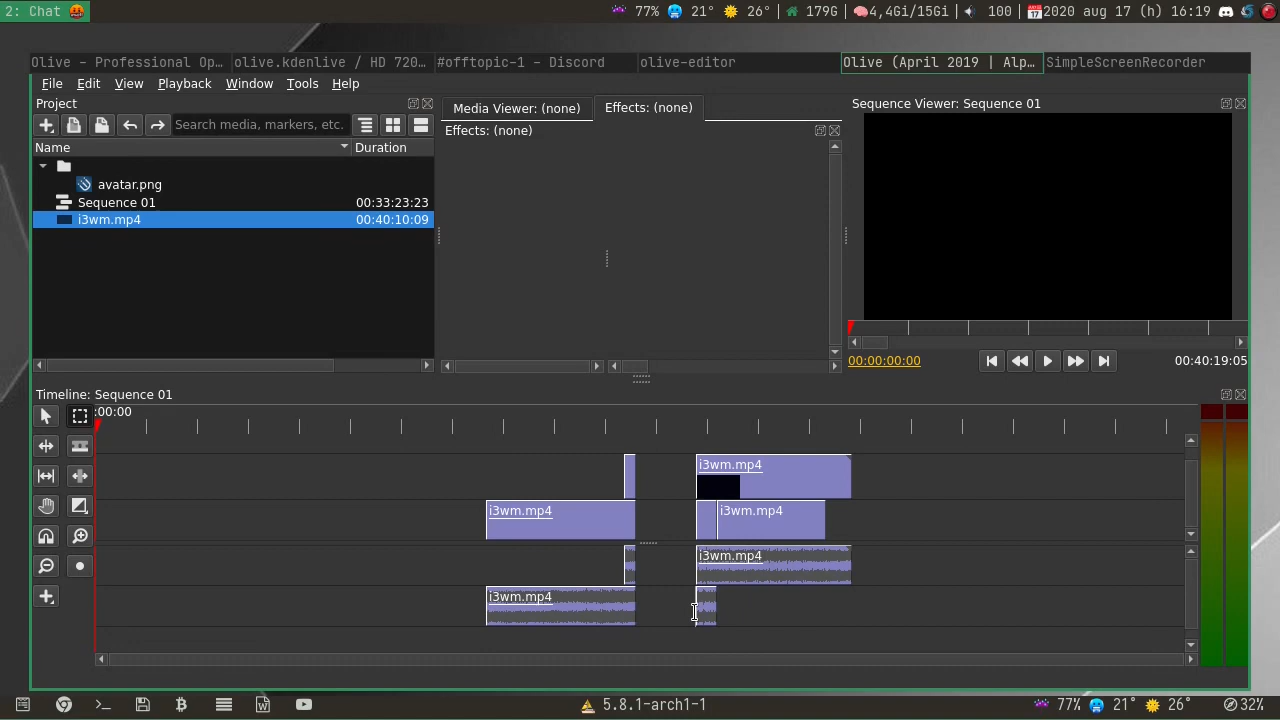 2: Chat 🤬
77% 🥶 21° ☀ 26° 179G 🧠4,4Gi/15Gi 100 📅2020 aug 17 (h) 16:19
Olive - Professional Op… olive.kdenlive / HD 720… #offtopic-1 - Discord olive-editor Olive (April 2019 | Alp… SimpleScreenRecorder
File Edit View Playback Window Tools Help
Project
Media Viewer: (none) Effects: (none)
Sequence Viewer: Sequence 01
Search media, markers, etc.
Effects: (none)
Name Duration
avatar.png
Sequence 01 00:33:23:23
i3wm.mp4 00:40:10:09
00:00:00:00 00:40:19:05
Timeline: Sequence 01
:00:00
i3wm.mp4
i3wm.mp4 i3wm.mp4
i3wm.mp4
i3wm.mp4
5.8.1-arch1-1 77% 🥶 21° ☀ 26° 32%